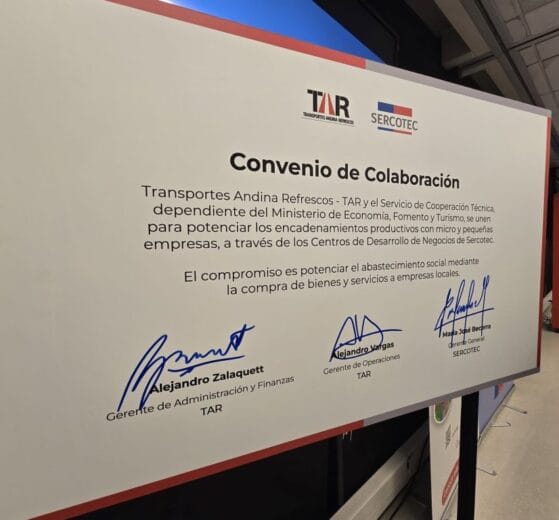 TAR
TRANSPORTES ANDINA REFRESCOS
SERCOTEC
Convenio de Colaboración
Transportes Andina Refrescos - TAR y el Servicio de Cooperación Técnica,
dependiente del Ministerio de Economía, Fomento y Turismo, se unen
para potenciar los encadenamientos productivos con micro y pequeñas
empresas, a través de los Centros de Desarrollo de Negocios de Sercotec.
El compromiso es potenciar el abastecimiento social mediante
la compra de bienes y servicios a empresas locales.
Alejandro Zalaquett
Gerente de Administración y Finanzas
TAR
Alejandro Vargas
Gerente de Operaciones
TAR
María José Becerra
Gerente General
SERCOTEC